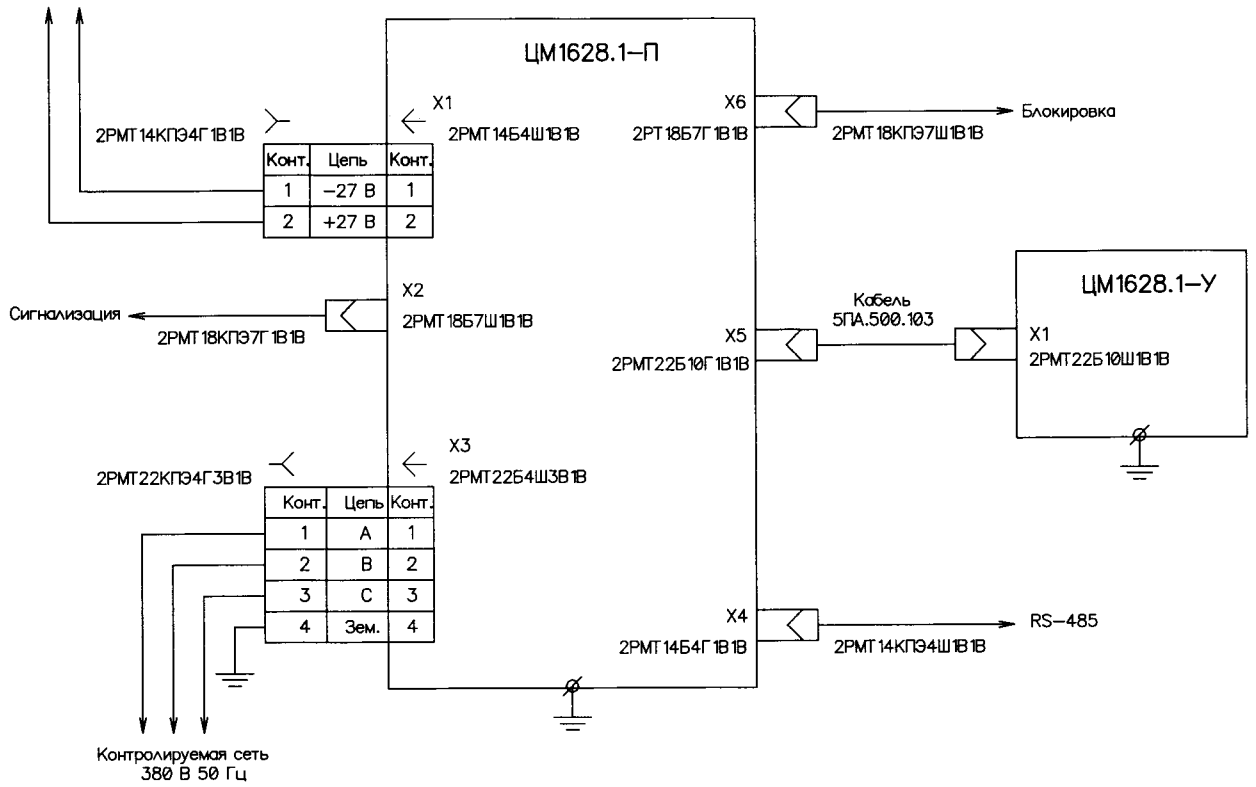 ЦМ1628.1–П
X1
2РМТ14КПЭ4Г1В1В
2РМТ14Б4Ш1В1В
Конт. Цепь Конт.
1 –27 В 1
2 +27 В 2
X6
2РТ18Б7Г1В1В
2РМТ18КПЭ7Ш1В1В
Блокировка
X2
Сигнализация
2РМТ18КПЭ7Г1В1В
2РМТ18Б7Ш1В1В
X5
2РМТ22Б10Г1В1В
Кабель
5ПА.500.103
ЦМ1628.1–У
X1
2РМТ22Б10Ш1В1В
X3
2РМТ22КПЭ4Г3В1В
2РМТ22Б4Ш3В1В
Конт. Цепь Конт.
1 А 1
2 В 2
3 С 3
4 Зем. 4
X4
2РМТ14Б4Г1В1В
2РМТ14КПЭ4Ш1В1В
RS–485
Контролируемая сеть
380 В 50 Гц